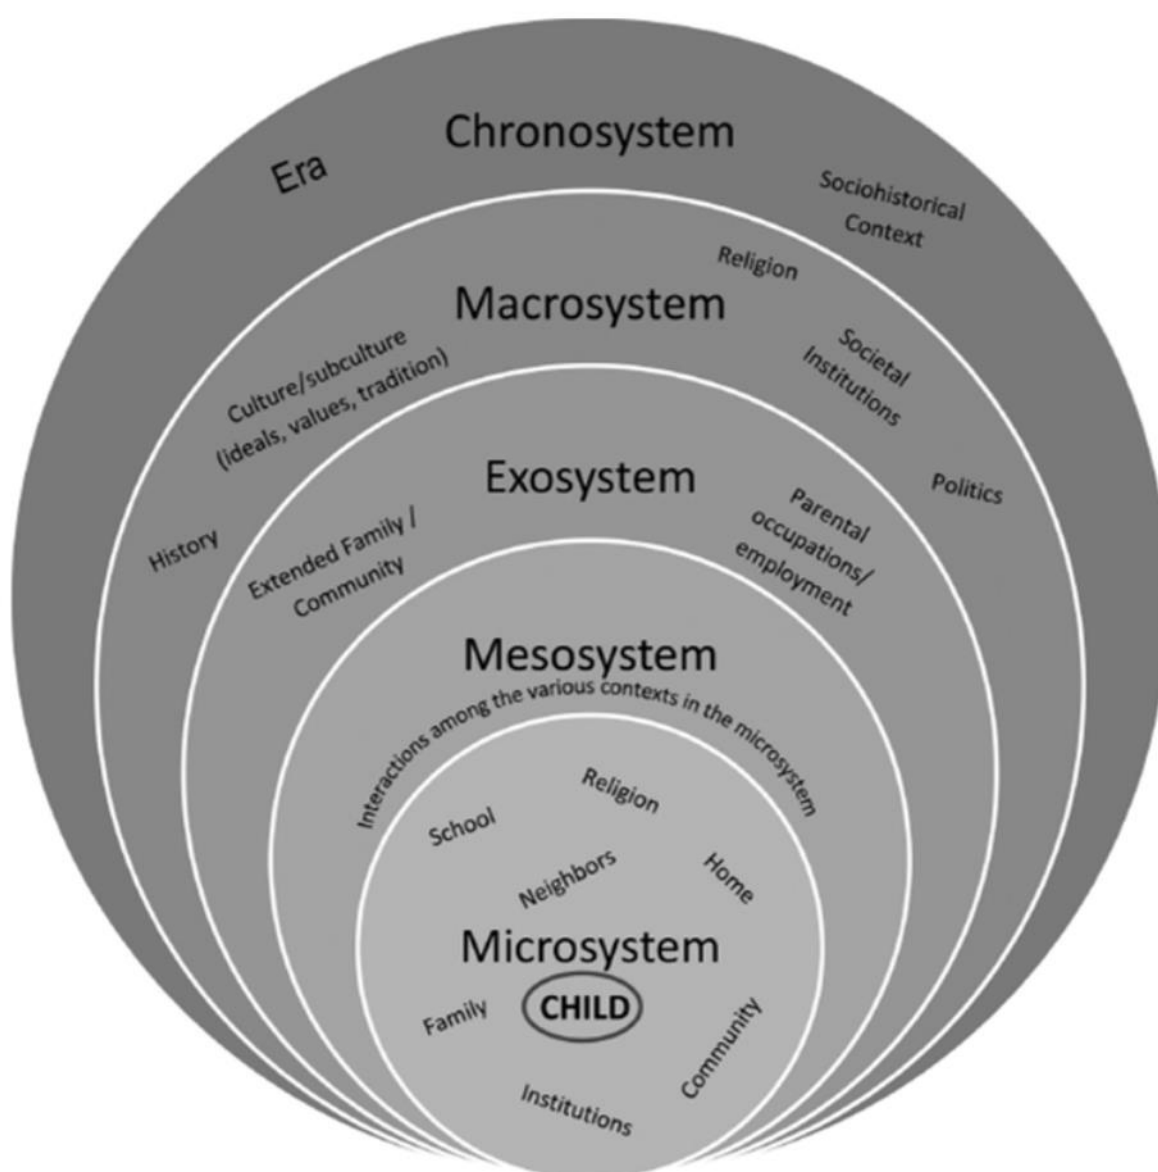 Chronosystem
Era
Sociohistorical
Context
Religion
Macrosystem
Societal
Institutions
Culture/subculture
(ideals, values, tradition)
Politics
History
Exosystem
Parental
occupations/
employment
Extended Family /
Community
Mesosystem
Interactions among the various contexts in the microsystem
Religion
School
Neighbors
Home
Microsystem
CHILD
Family
Community
Institutions